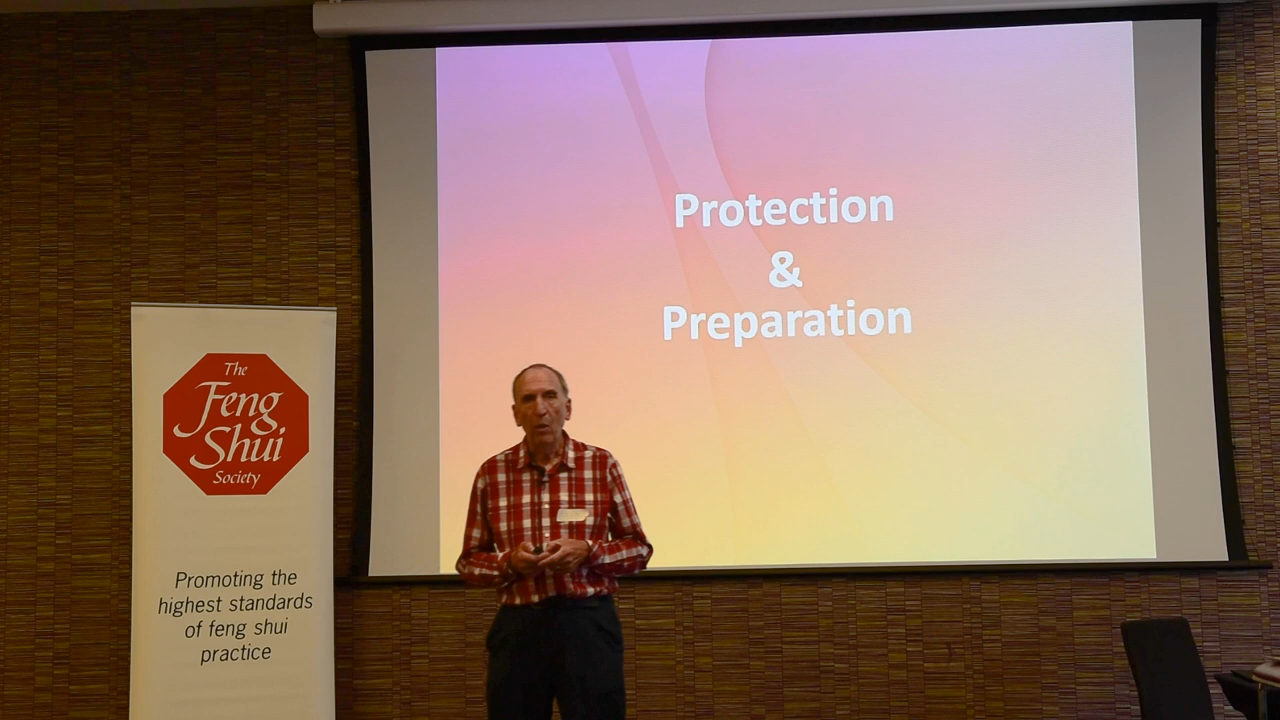 Protection
&
Preparation
The
Feng
Shui
Society
Promoting the
highest standards
of feng shui
practice